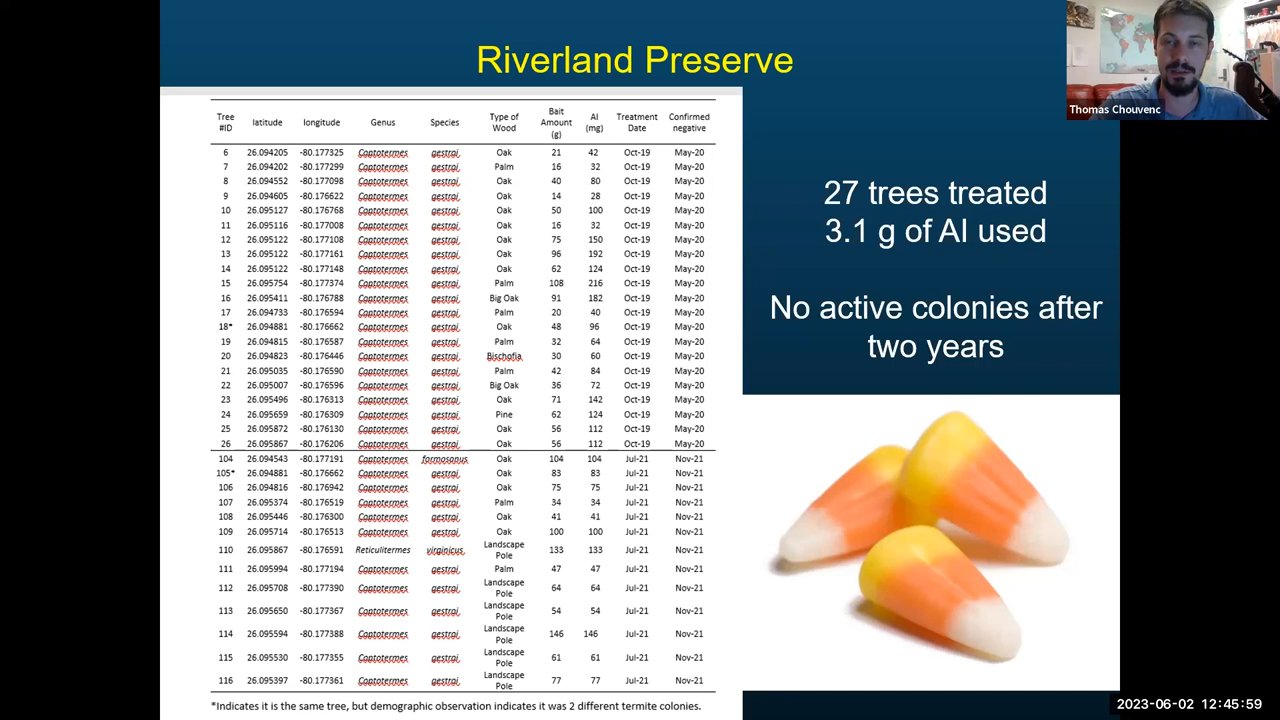 Riverland Preserve
Thomas Chouvenc
Tree #ID latitude longitude Genus Species Type of Wood Bait Amount (g) AI (mg) Treatment Date Confirmed negative
6 26.094205 -80.177325 Coptotermes gestroi Oak 21 42 Oct-19 May-20
7 26.094202 -80.177299 Coptotermes gestroi Palm 16 32 Oct-19 May-20
8 26.094552 -80.177098 Coptotermes gestroi Oak 40 80 Oct-19 May-20
9 26.094605 -80.176622 Coptotermes gestroi Oak 14 28 Oct-19 May-20
10 26.095127 -80.176768 Coptotermes gestroi Oak 50 100 Oct-19 May-20
11 26.095116 -80.177008 Coptotermes gestroi Oak 16 32 Oct-19 May-20
12 26.095122 -80.177108 Coptotermes gestroi Oak 75 150 Oct-19 May-20
13 26.095122 -80.177161 Coptotermes gestroi Oak 96 192 Oct-19 May-20
14 26.095122 -80.177148 Coptotermes gestroi Oak 62 124 Oct-19 May-20
15 26.095754 -80.177374 Coptotermes gestroi Palm 108 216 Oct-19 May-20
16 26.095411 -80.176788 Coptotermes gestroi Big Oak 91 182 Oct-19 May-20
17 26.094733 -80.176594 Coptotermes gestroi Palm 20 40 Oct-19 May-20
18* 26.094881 -80.176662 Coptotermes gestroi Oak 48 96 Oct-19 May-20
19 26.094815 -80.176587 Coptotermes gestroi Palm 32 64 Oct-19 May-20
20 26.094823 -80.176446 Coptotermes gestroi Bischofia 30 60 Oct-19 May-20
21 26.095035 -80.176590 Coptotermes gestroi Palm 42 84 Oct-19 May-20
22 26.095007 -80.176596 Coptotermes gestroi Big Oak 36 72 Oct-19 May-20
23 26.095496 -80.176313 Coptotermes gestroi Oak 71 142 Oct-19 May-20
24 26.095659 -80.176309 Coptotermes gestroi Pine 62 124 Oct-19 May-20
25 26.095872 -80.176130 Coptotermes gestroi Oak 56 112 Oct-19 May-20
26 26.095867 -80.176206 Coptotermes gestroi Oak 56 112 Oct-19 May-20
104 26.094543 -80.177191 Coptotermes formosanus Oak 104 104 Jul-21 Nov-21
105* 26.094881 -80.176662 Coptotermes gestroi Oak 83 83 Jul-21 Nov-21
106 26.094816 -80.176942 Coptotermes gestroi Oak 75 75 Jul-21 Nov-21
107 26.095374 -80.176519 Coptotermes gestroi Palm 34 34 Jul-21 Nov-21
108 26.095446 -80.176300 Coptotermes gestroi Oak 41 41 Jul-21 Nov-21
109 26.095714 -80.176513 Coptotermes gestroi Oak 100 100 Jul-21 Nov-21
110 26.095867 -80.176591 Reticulitermes virginicus Landscape Pole 133 133 Jul-21 Nov-21
111 26.095994 -80.177194 Coptotermes gestroi Palm 47 47 Jul-21 Nov-21
112 26.095708 -80.177390 Coptotermes gestroi Landscape Pole 64 64 Jul-21 Nov-21
113 26.095650 -80.177367 Coptotermes gestroi Landscape Pole 54 54 Jul-21 Nov-21
114 26.095594 -80.177388 Coptotermes gestroi Landscape Pole 146 146 Jul-21 Nov-21
115 26.095530 -80.177355 Coptotermes gestroi Landscape Pole 61 61 Jul-21 Nov-21
116 26.095397 -80.177361 Coptotermes gestroi Landscape Pole 77 77 Jul-21 Nov-21
*Indicates it is the same tree, but demographic observation indicates it was 2 different termite colonies.
27 trees treated
3.1 g of AI used
No active colonies after
two years
2023-06-02 12:45:59